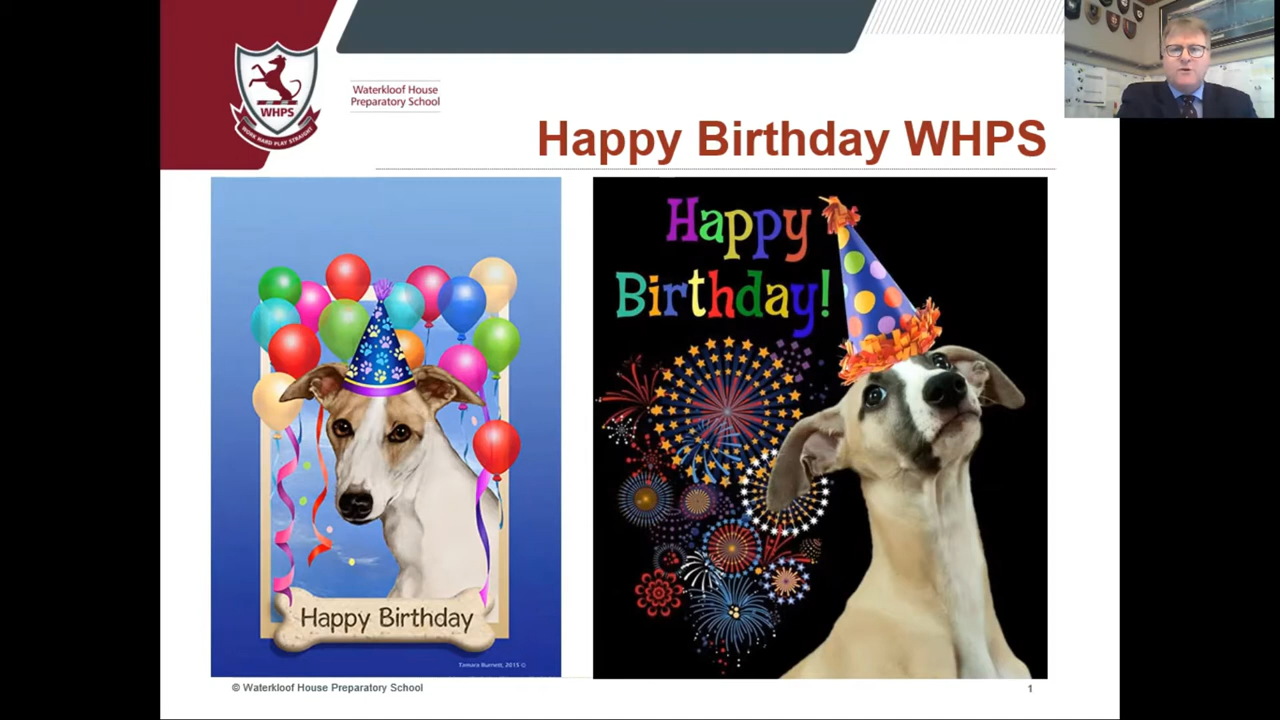 WHPS
WORK HARD PLAY STRAIGHT
Waterkloof House
Preparatory School
Happy Birthday WHPS
Happy
Birthday!
Happy Birthday
Tamara Burnett, 2015 ©
© Waterkloof House Preparatory School
1